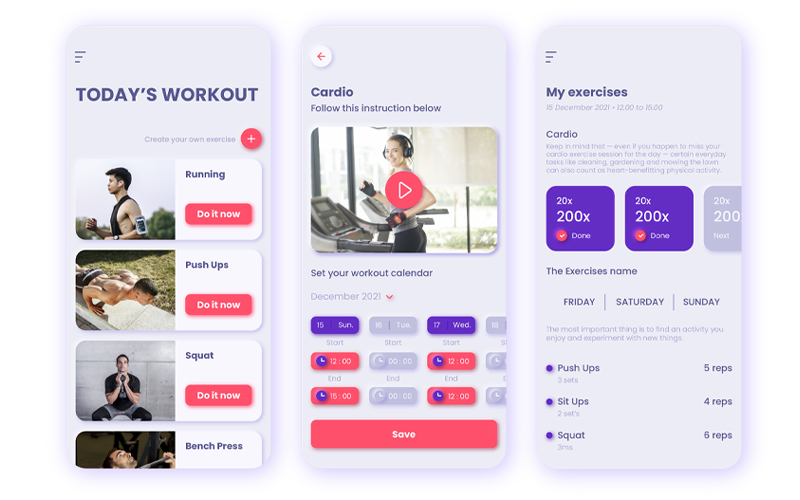 TODAY'S WORKOUT
Create your own exercise
Running
Do it now
Push Ups
Do it now
Squat
Do it now
Bench Press
Cardio
Follow this instruction below
Set your workout calendar
December 2021
15 Sun. 16 Tue. 17 Wed. 18
Start Start Start
12 : 00 00 : 00 12 : 00
End End End
15 : 00 00 : 00 12 : 00
Save
My exercises
15 December 2021 • 12.00 to 15.00
Cardio
Keep in mind that — even if you happen to miss your
cardio exercise session for the day — certain everyday
tasks like cleaning, gardening and mowing the lawn
can also count as heart-benefitting physical activity.
20x 20x 20x
200x 200x 200
Done Done Next
The Exercises name
FRIDAY SATURDAY SUNDAY
The most important thing is to find an activity you
enjoy and experiment with new things.
Push Ups 5 reps
3 sets
Sit Ups 4 reps
2 set's
Squat 6 reps
3ms